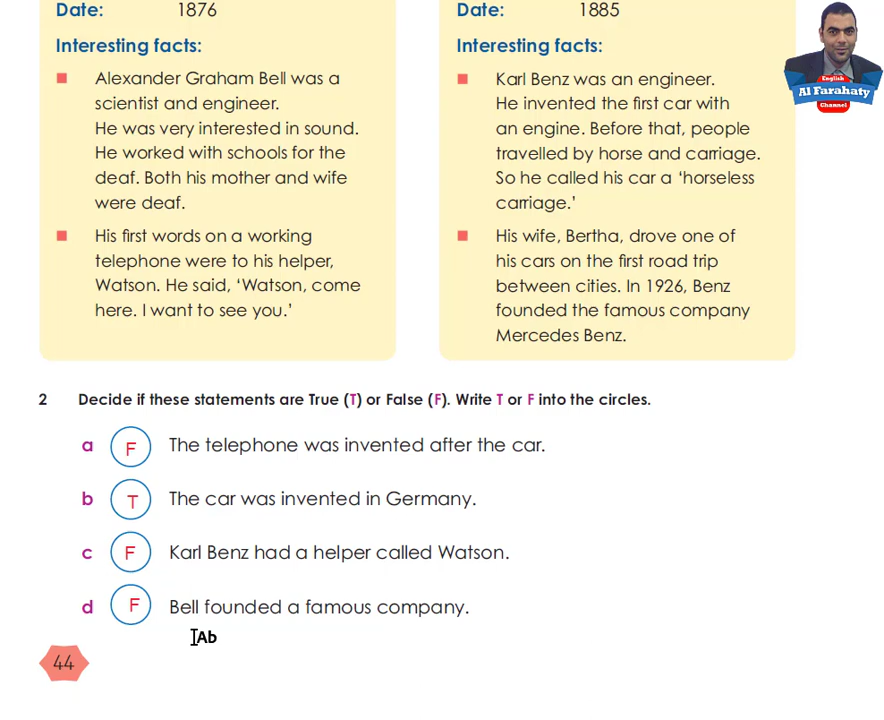 Date: 1876
Interesting facts:
Alexander Graham Bell was a
scientist and engineer.
He was very interested in sound.
He worked with schools for the
deaf. Both his mother and wife
were deaf.
His first words on a working
telephone were to his helper,
Watson. He said, ‘Watson, come
here. I want to see you.’
Date: 1885
Interesting facts:
Karl Benz was an engineer.
He invented the first car with
an engine. Before that, people
travelled by horse and carriage.
So he called his car a ‘horseless
carriage.’
His wife, Bertha, drove one of
his cars on the first road trip
between cities. In 1926, Benz
founded the famous company
Mercedes Benz.
English
Al Farahaty
Channel
2 Decide if these statements are True (T) or False (F). Write T or F into the circles.
a F The telephone was invented after the car.
b T The car was invented in Germany.
c F Karl Benz had a helper called Watson.
d F Bell founded a famous company.
Ab
44